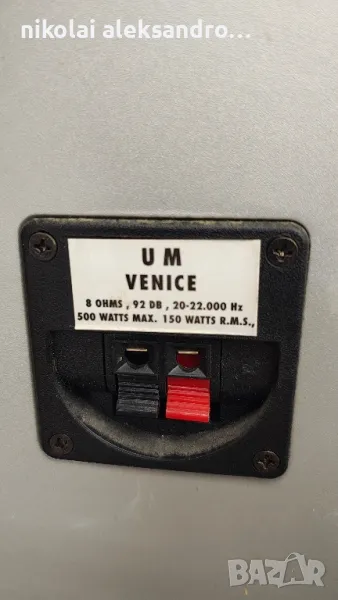 nikolai aleksandro...
U M
VENICE
8 OHMS , 92 DB , 20-22.000 Hz
500 WATTS MAX. 150 WATTS R.M.S.,
BAZAR